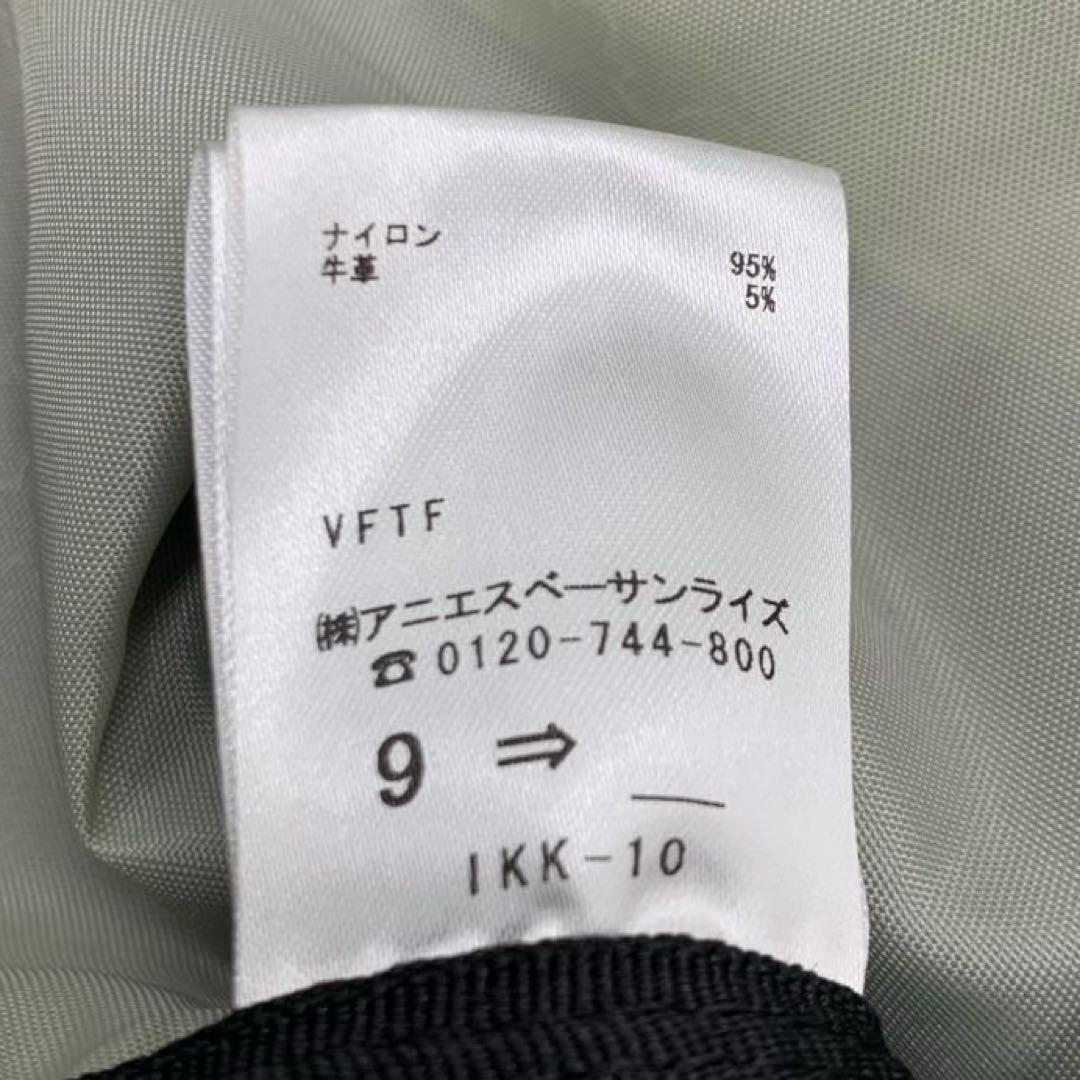 ナイロン 95%
牛革 5%
VFTF
㈱アニエスベーサンライズ
☎0120-744-800
9 ⇒ __
IKK-10